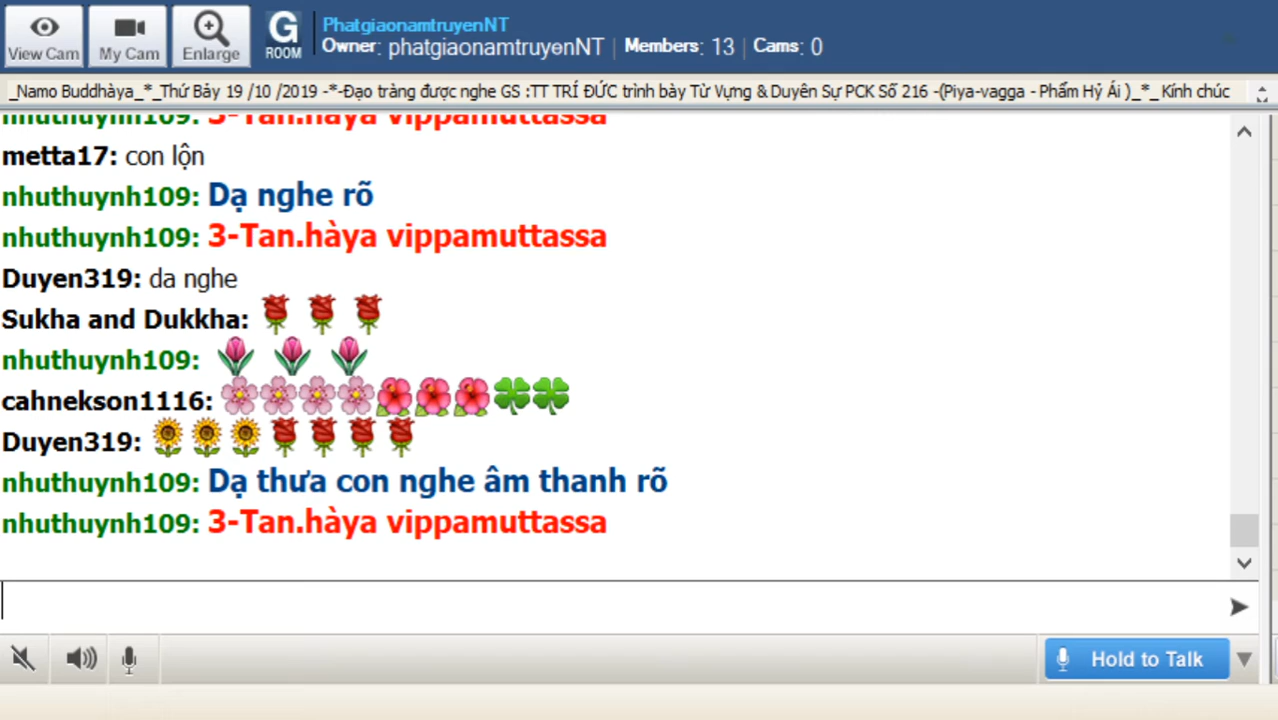 View Cam
My Cam
Enlarge
G
ROOM
PhatgiaonamtruyenNT
Owner: phatgiaonamtruyenNT | Members: 13 | Cams: 0
_Namo Buddhàya_*_Thứ Bảy 19 /10 /2019 -*-Đạo tràng được nghe GS :TT TRÍ ĐỨC trình bày Từ Vựng & Duyên Sự PCK Số 216 -(Piya-vagga - Phẩm Hỷ Ái )_*_ Kính chúc
nhuthuynh109: 3-Tan.hàya vippamuttassa
metta17: con lộn
nhuthuynh109: Dạ nghe rõ
nhuthuynh109: 3-Tan.hàya vippamuttassa
Duyen319: da nghe
Sukha and Dukkha:
nhuthuynh109:
cahnekson1116:
Duyen319:
nhuthuynh109: Dạ thưa con nghe âm thanh rõ
nhuthuynh109: 3-Tan.hàya vippamuttassa
Hold to Talk